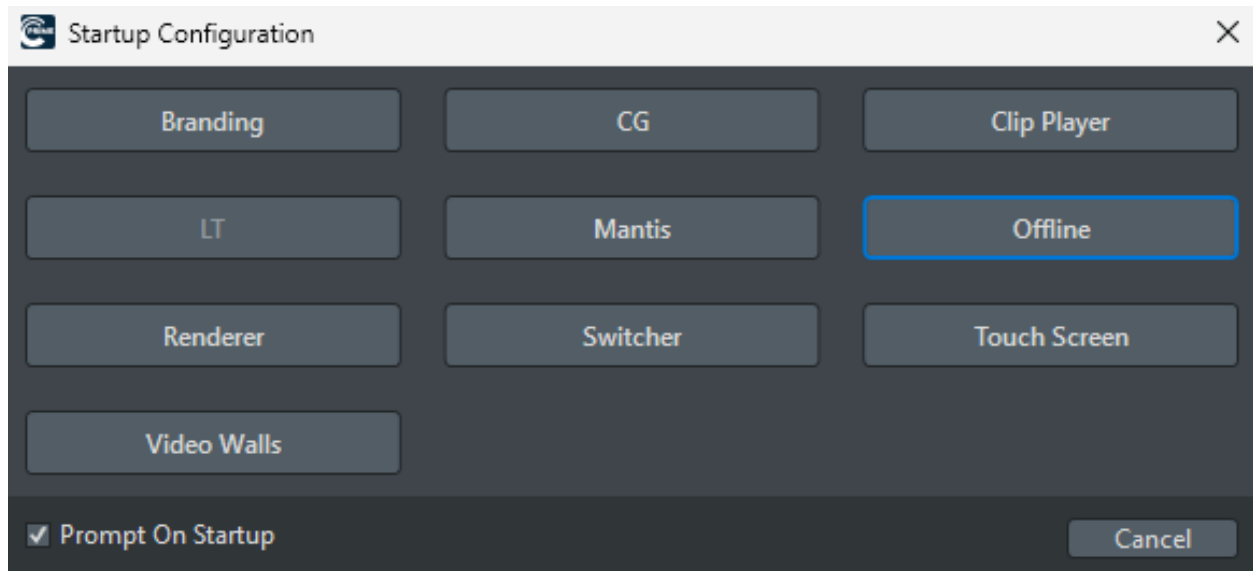 PRIME Startup Configuration
Branding CG Clip Player
LT Mantis Offline
Renderer Switcher Touch Screen
Video Walls
Prompt On Startup Cancel